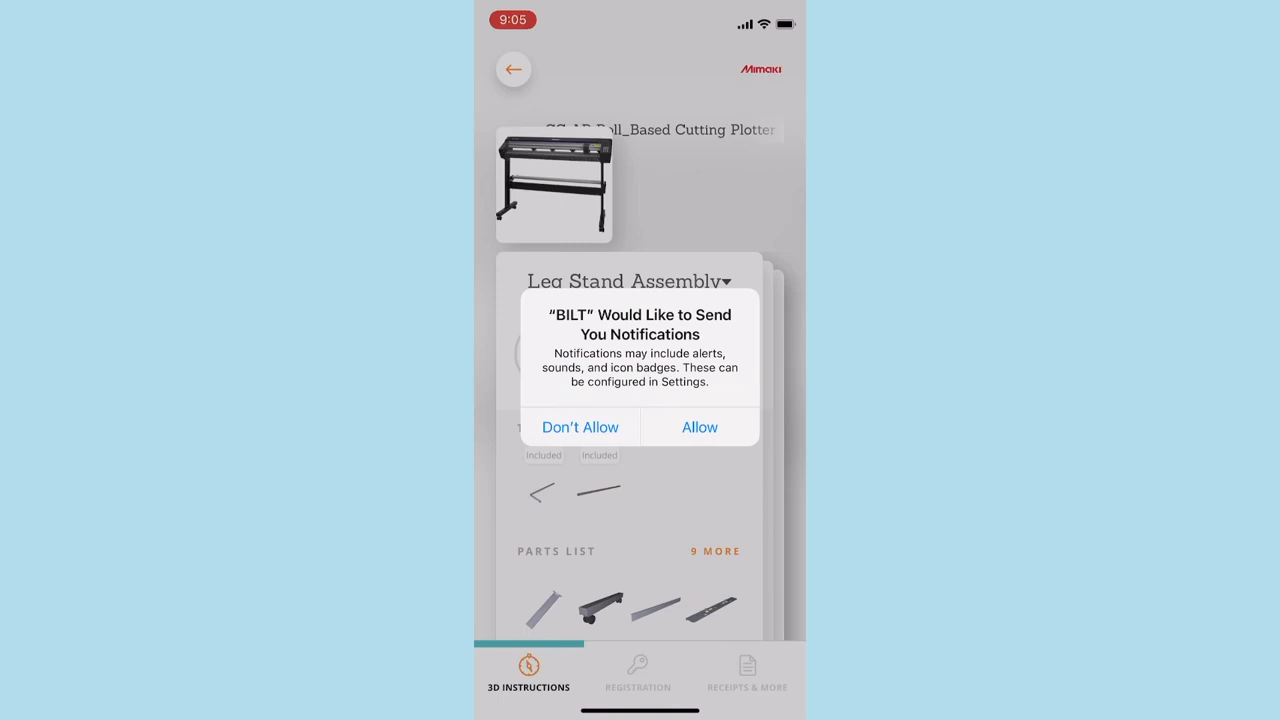 9:05
Mimaki
Roll_Based Cutting Plotter
Leg Stand Assembly
“BILT” Would Like to Send
You Notifications
Notifications may include alerts,
sounds, and icon badges. These can
be configured in Settings.
Don’t Allow
Allow
Included
Included
PARTS LIST
9 MORE
3D INSTRUCTIONS
REGISTRATION
RECEIPTS & MORE